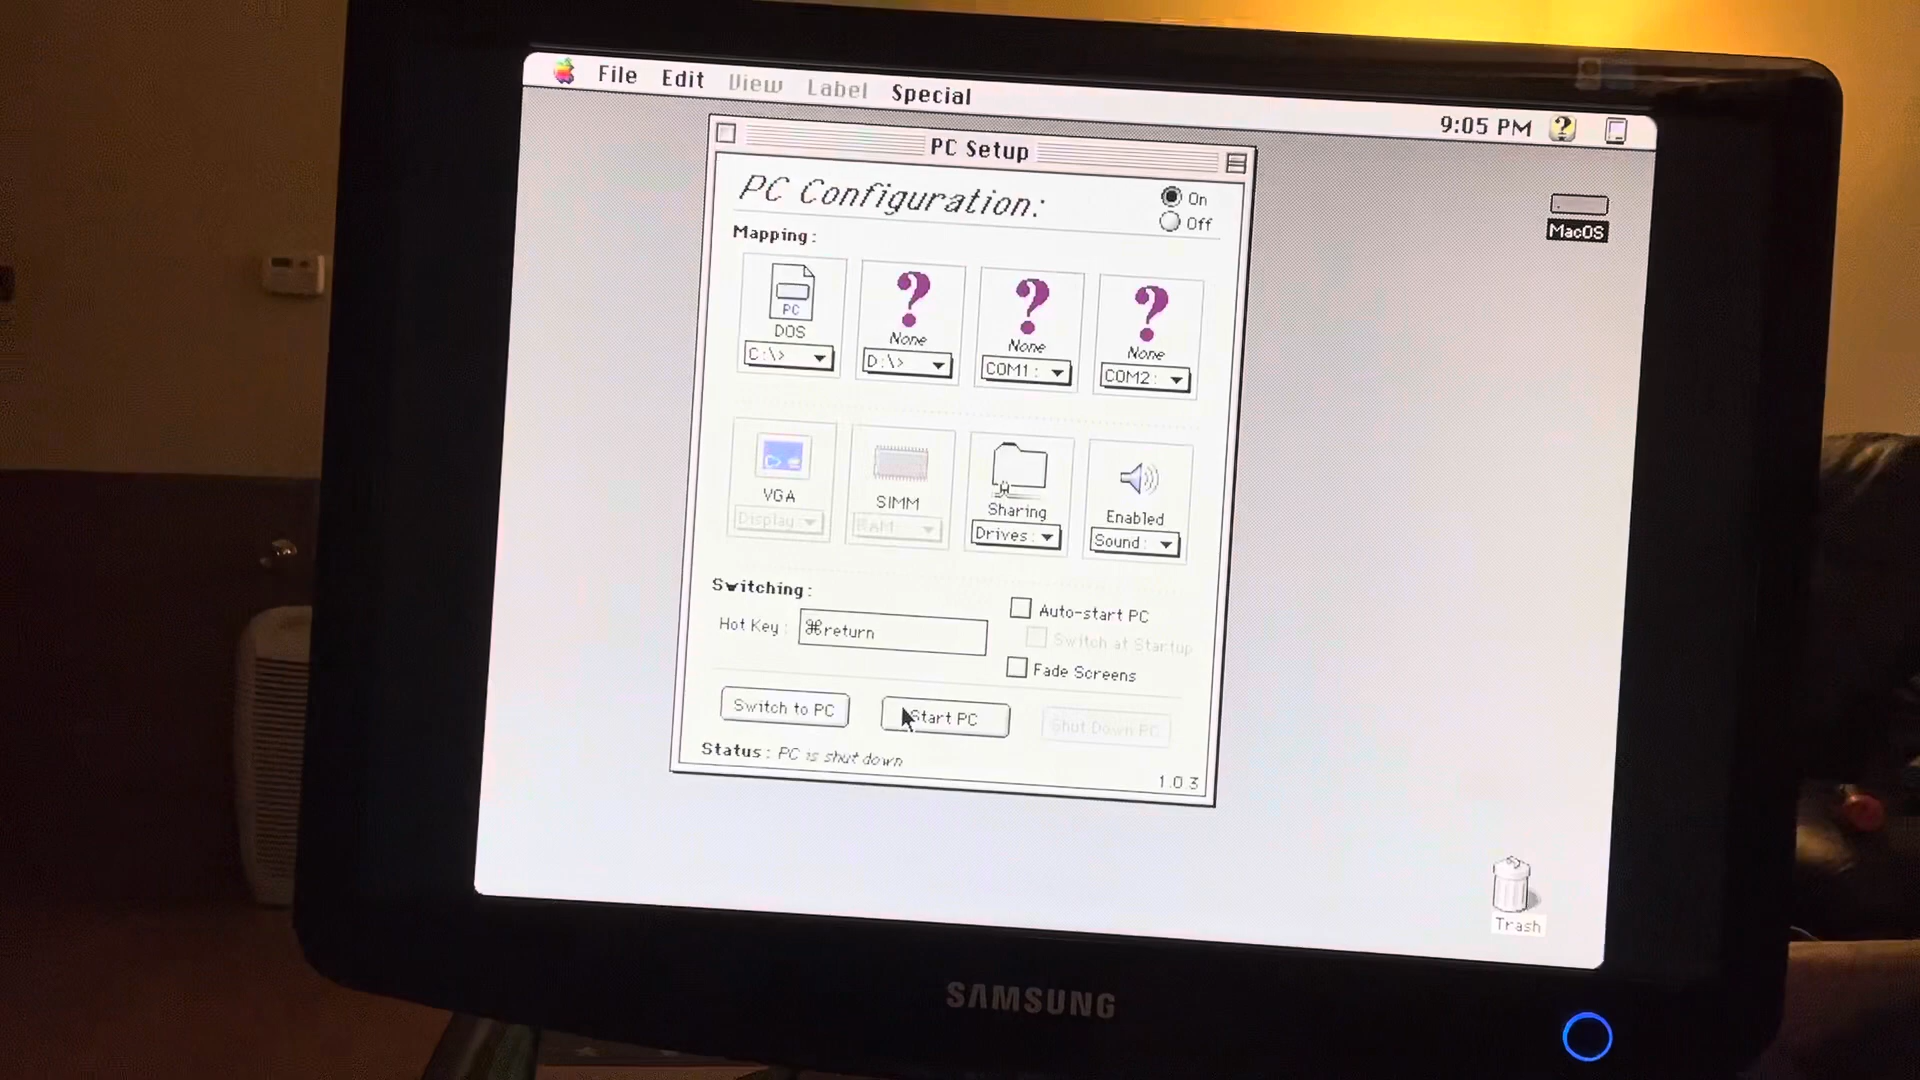 File Edit View Label Special
9:05 PM
PC Setup
PC Configuration:
On
Off
Mapping:
MacOS
PC
DOS
None
None
None
C:\>
D:\>
COM1:
COM2:
VGA
SIMM
Sharing
Enabled
Display:
RAM:
Drives:
Sound:
Switching:
Hot Key: ⌘return
Auto-start PC
Switch at Startup
Fade Screens
Switch to PC
Start PC
Shut Down PC
Status: PC is shut down
1.0.3
Trash
SAMSUNG